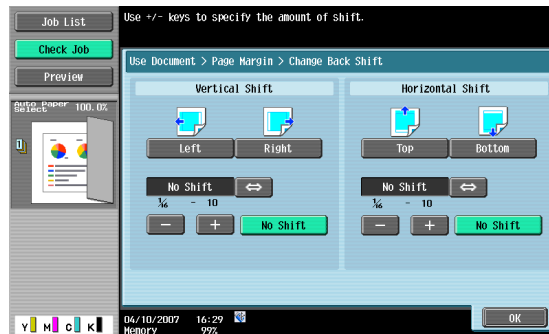 Job List
Use +/- keys to specify the amount of shift.
Check Job
Preview
Use Document > Page Margin > Change Back Shift
Vertical Shift
Horizontal Shift
Auto Paper Select 100.0%
Left
Right
Top
Bottom
No Shift
⇔
No Shift
⇔
1/16 - 10
1/16 - 10
− + No Shift
− + No Shift
Y M C K
04/10/2007 16:29
Memory 99%
OK